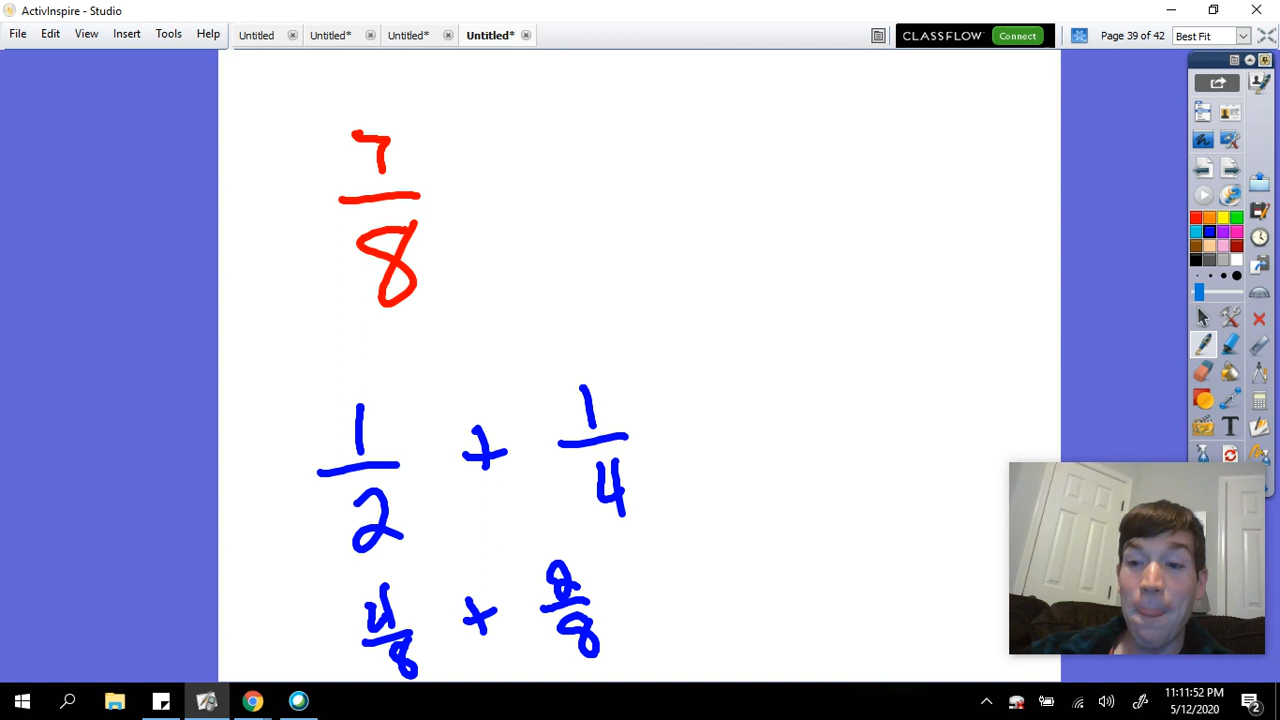 ActivInspire - Studio
File Edit View Insert Tools Help Untitled Untitled* Untitled* Untitled* CLASSFLOW Connect Page 39 of 42 Best Fit
7
8
1 + 1
2 4
4 + 2
8 8
11:11:52 PM
5/12/2020
2